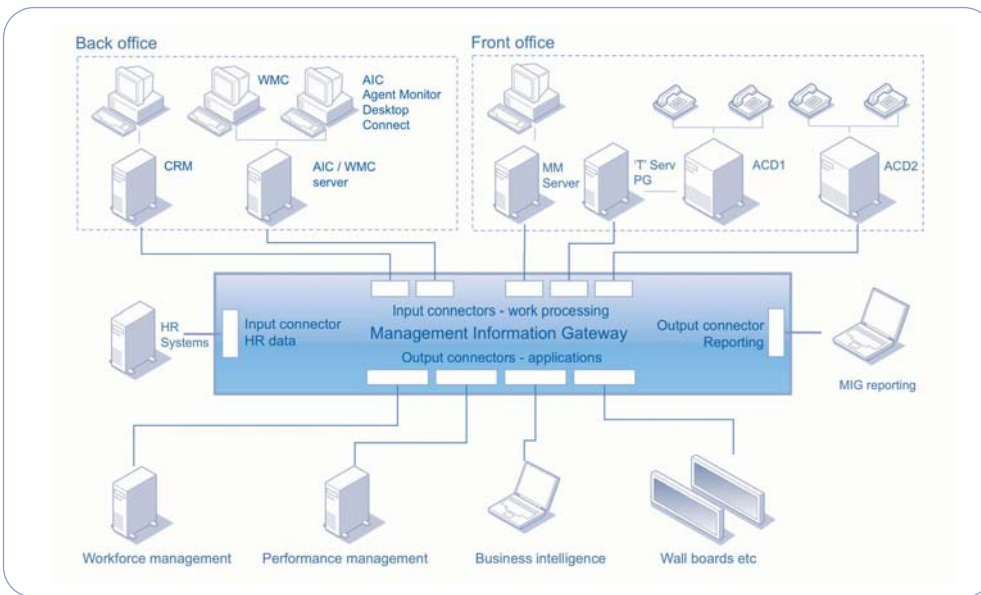 Back office
Front office
WMC
AIC
Agent Monitor
Desktop
Connect
CRM
AIC / WMC
server
MM
Server
'T' Serv
PG
ACD1
ACD2
Input connectors - work processing
Management Information Gateway
Output connectors - applications
HR
Systems
Input connector
HR data
Output connector
Reporting
MIG reporting
Workforce management
Performance management
Business intelligence
Wall boards etc